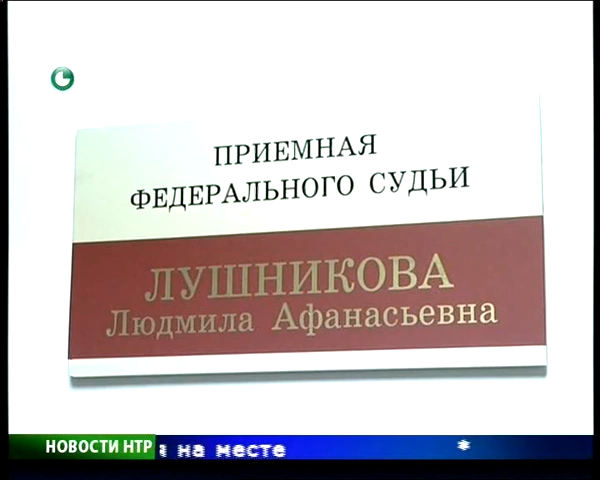 ПРИЕМНАЯ
ФЕДЕРАЛЬНОГО СУДЬИ
ЛУШНИКОВА
Людмила Афанасьевна
НОВОСТИ НТР
на месте